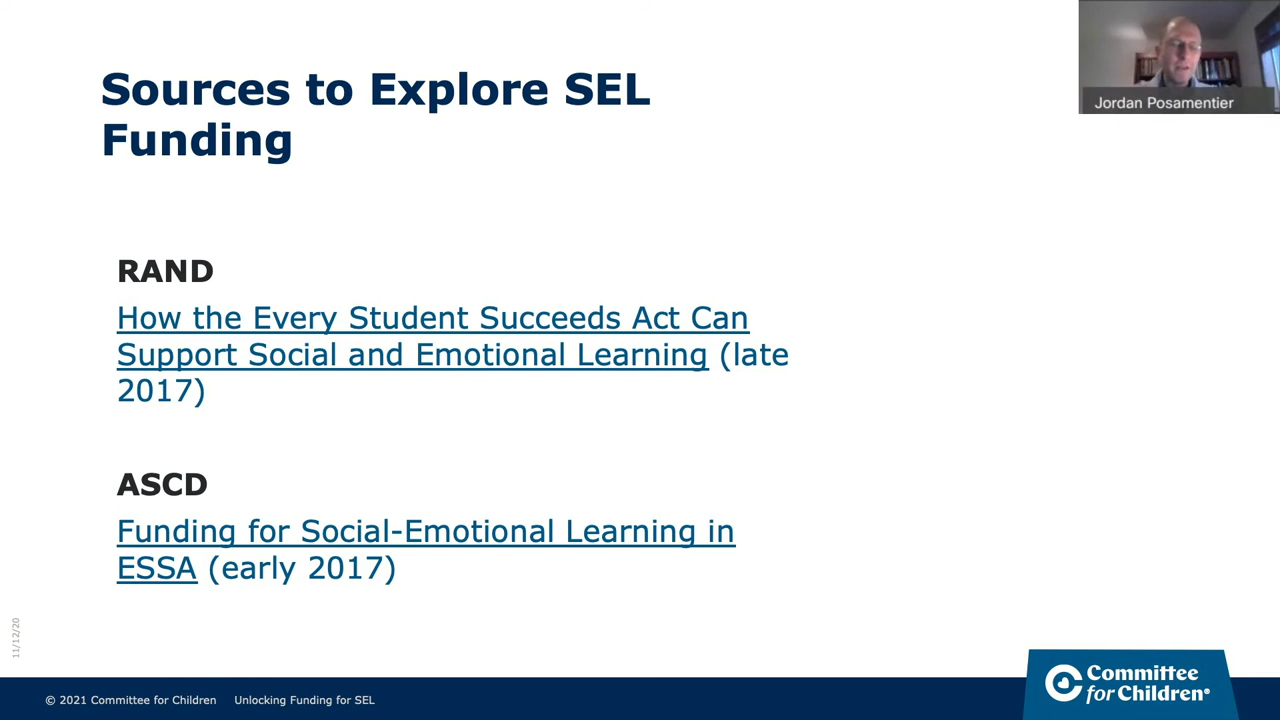 Sources to Explore SEL
Funding
Jordan Posamentier
RAND
How the Every Student Succeeds Act Can
Support Social and Emotional Learning (late
2017)
ASCD
Funding for Social-Emotional Learning in
ESSA (early 2017)
11/12/20
© 2021 Committee for Children Unlocking Funding for SEL
Committee
for Children®